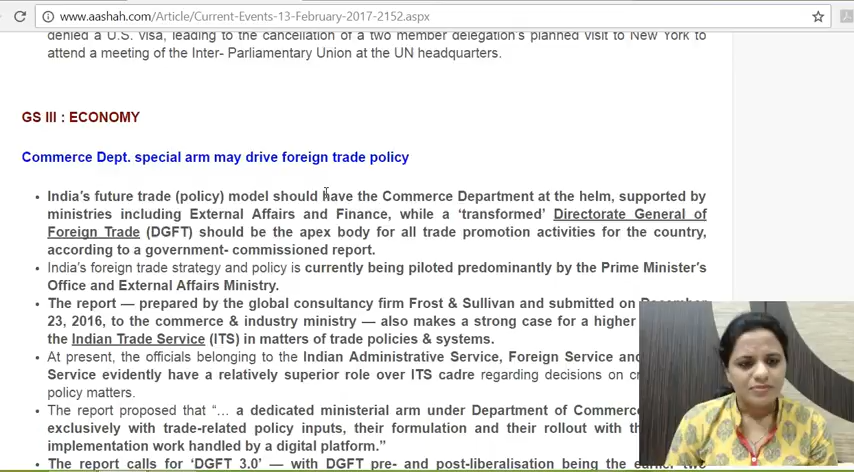 www.aashah.com/Article/Current-Events-13-February-2017-2152.aspx
denied a U.S. visa, leading to the cancellation of a two member delegation's planned visit to New York to
attend a meeting of the Inter- Parliamentary Union at the UN headquarters.
GS III : ECONOMY
Commerce Dept. special arm may drive foreign trade policy
• India's future trade (policy) model should have the Commerce Department at the helm, supported by
ministries including External Affairs and Finance, while a ‘transformed’ Directorate General of
Foreign Trade (DGFT) should be the apex body for all trade promotion activities for the country,
according to a government- commissioned report.
• India's foreign trade strategy and policy is currently being piloted predominantly by the Prime Minister's
Office and External Affairs Ministry.
• The report — prepared by the global consultancy firm Frost & Sullivan and submitted on
23, 2016, to the commerce & industry ministry — also makes a strong case for a higher
the Indian Trade Service (ITS) in matters of trade policies & systems.
• At present, the officials belonging to the Indian Administrative Service, Foreign Service and
Service evidently have a relatively superior role over ITS cadre regarding decisions on
policy matters.
• The report proposed that “… a dedicated ministerial arm under Department of
exclusively with trade-related policy inputs, their formulation and their rollout with
implementation work handled by a digital platform.”
• The report calls for ‘DGFT 3.0’ — with DGFT pre- and post-liberalisation being the